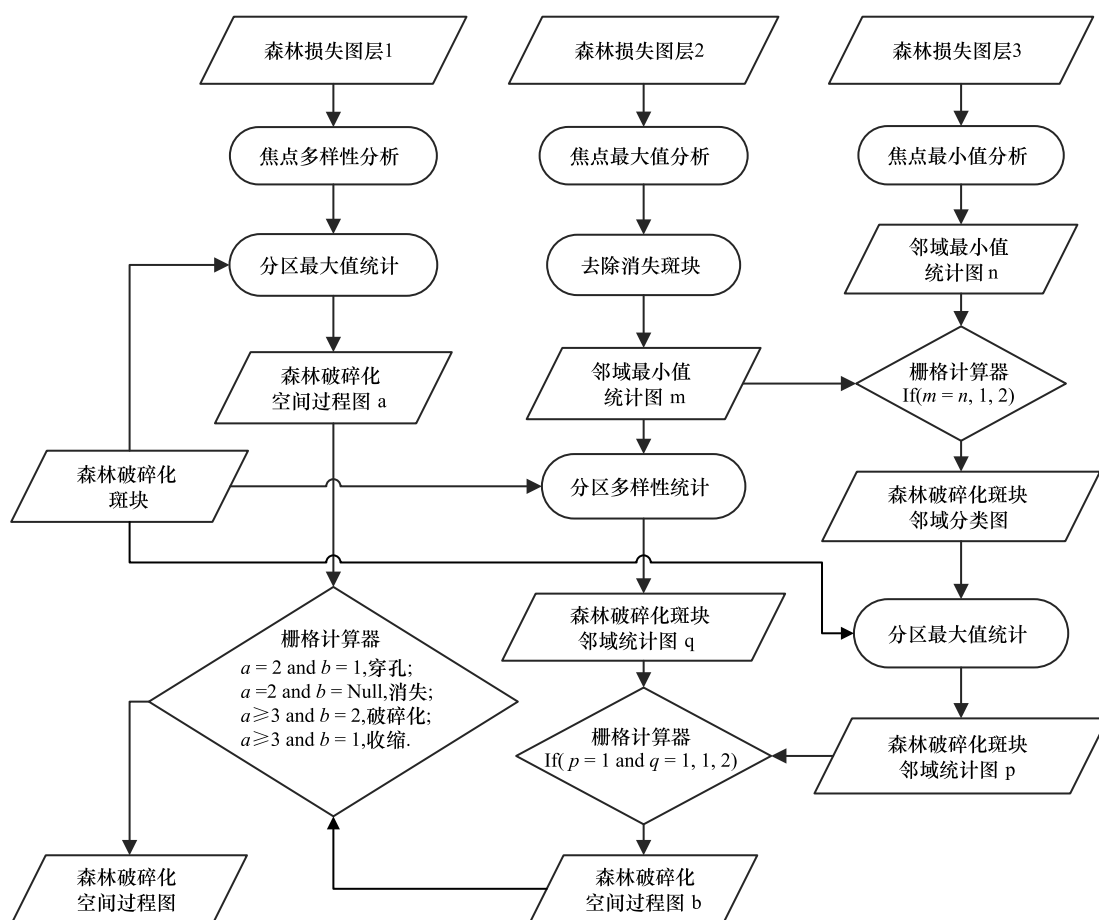 森林损失图层1
森林损失图层2
森林损失图层3
焦点多样性分析
焦点最大值分析
焦点最小值分析
分区最大值统计
去除消失斑块
邻域最小值
统计图 n
森林破碎化
空间过程图 a
邻域最小值
统计图 m
栅格计算器
If(m = n, 1, 2)
森林破碎化
斑块
分区多样性统计
森林破碎化斑块
邻域分类图
森林破碎化斑块
邻域统计图 q
分区最大值统计
栅格计算器
a = 2 and b = 1,穿孔;
a =2 and b = Null,消失;
a≥3 and b = 2,破碎化;
a≥3 and b = 1,收缩.
栅格计算器
If( p = 1 and q = 1, 1, 2)
森林破碎化斑块
邻域统计图 p
森林破碎化
空间过程图
森林破碎化
空间过程图 b